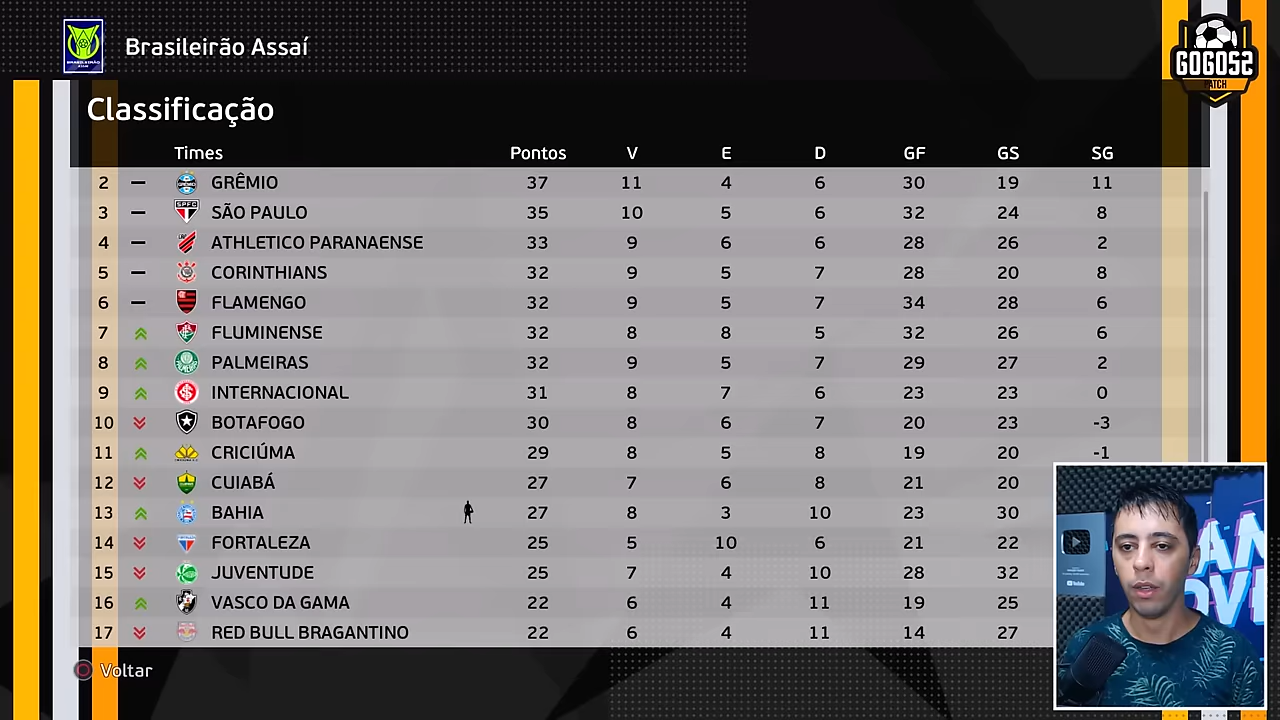 Brasileirão Assaí
GOGOS2
PATCH
Classificação
Times Pontos V E D GF GS SG
2 GRÊMIO 37 11 4 6 30 19 11
3 SÃO PAULO 35 10 5 6 32 24 8
4 ATHLETICO PARANAENSE 33 9 6 6 28 26 2
5 CORINTHIANS 32 9 5 7 28 20 8
6 FLAMENGO 32 9 5 7 34 28 6
7 FLUMINENSE 32 8 8 5 32 26 6
8 PALMEIRAS 32 9 5 7 29 27 2
9 INTERNACIONAL 31 8 7 6 23 23 0
10 BOTAFOGO 30 8 6 7 20 23 -3
11 CRICIÚMA 29 8 5 8 19 20 -1
12 CUIABÁ 27 7 6 8 21 20
13 BAHIA 27 8 3 10 23 30
14 FORTALEZA 25 5 10 6 21 22
15 JUVENTUDE 25 7 4 10 28 32
16 VASCO DA GAMA 22 6 4 11 19 25
17 RED BULL BRAGANTINO 22 6 4 11 14 27
Voltar